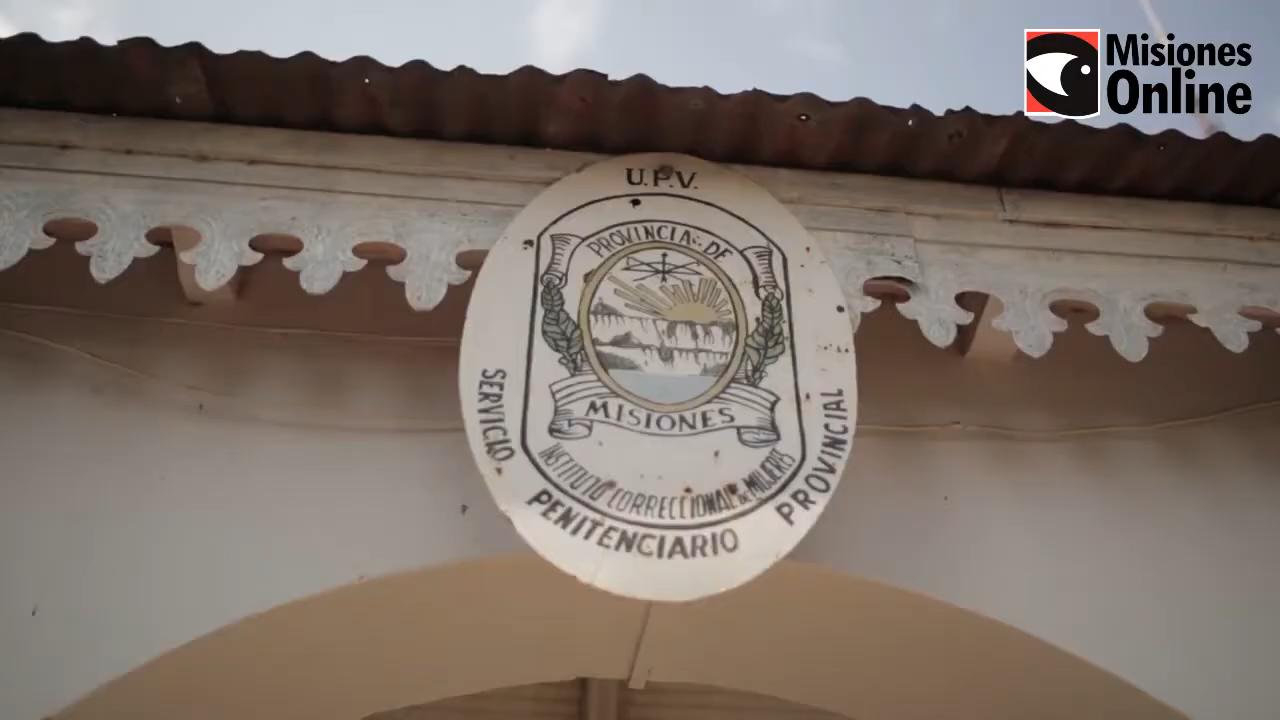 Misiones
Online
U.P.V.
PROVINCIA DE
MISIONES
INSTITUTO CORRECCIONAL DE MUJERES
SERVICIO
PENITENCIARIO
PROVINCIAL